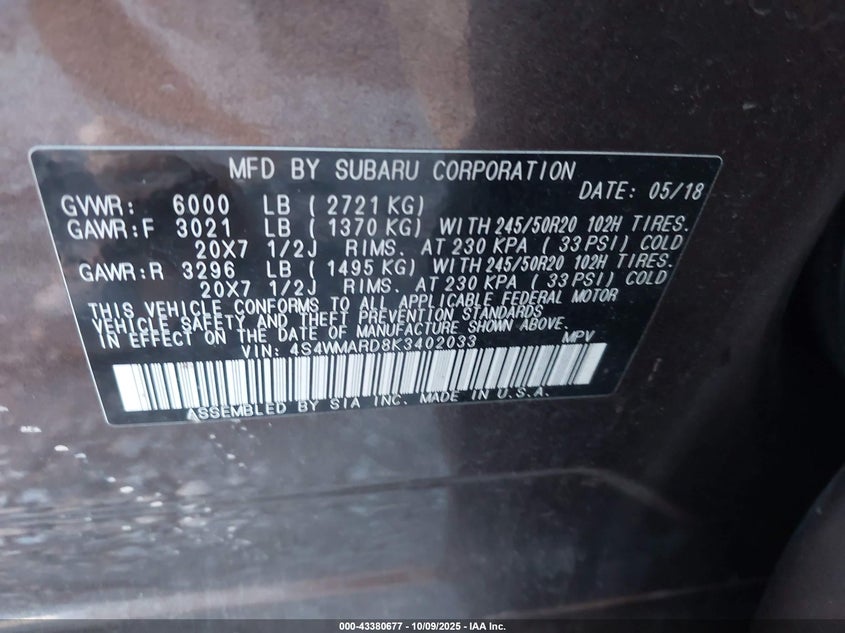 MFD BY SUBARU CORPORATION
DATE: 05/18
GVWR: 6000 LB ( 2721 KG)
GAWR:F 3021 LB ( 1370 KG) WITH 245/50R20 102H TIRES.
20X7 1/2J RIMS. AT 230 KPA ( 33 PSI) COLD
GAWR:R 3296 LB ( 1495 KG) WITH 245/50R20 102H TIRES.
20X7 1/2J RIMS. AT 230 KPA ( 33 PSI) COLD
THIS VEHICLE CONFORMS TO ALL APPLICABLE FEDERAL MOTOR
VEHICLE SAFETY AND THEFT PREVENTION STANDARDS
IN EFFECT ON THE DATE OF MANUFACTURE SHOWN ABOVE.
VIN: 4S4WMARD8K3402033 MPV
ASSEMBLED BY SIA INC. MADE IN U.S.A.
000-43380677 - 10/09/2025 - IAA Inc.